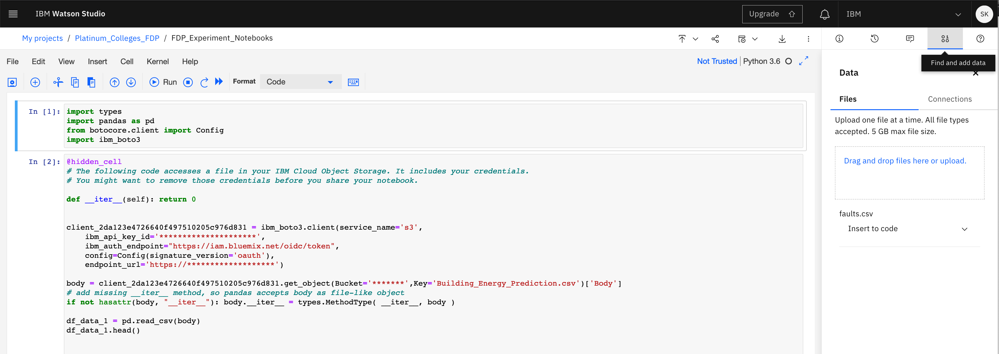 IBM Watson Studio
Upgrade
IBM
SK
My projects / Platinum_Colleges_FDP / FDP_Experiment_Notebooks
File Edit View Insert Cell Kernel Help
Not Trusted Python 3.6
Find and add data
Run
Format
Code
Data
Files
Connections
Upload one file at a time. All file types
accepted. 5 GB max file size.
Drag and drop files here or upload.
faults.csv
Insert to code
In [1]:
import types
import pandas as pd
from botocore.client import Config
import ibm_boto3
In [2]:
@hidden_cell
# The following code accesses a file in your IBM Cloud Object Storage. It includes your credentials.
# You might want to remove those credentials before you share your notebook.
def __iter__(self): return 0
client_2da123e4726640f497510205c976d831 = ibm_boto3.client(service_name='s3',
ibm_api_key_id='*********************',
ibm_auth_endpoint="https://iam.bluemix.net/oidc/token",
config=Config(signature_version='oauth'),
endpoint_url='https://*******************')
body = client_2da123e4726640f497510205c976d831.get_object(Bucket='*******',Key='Building_Energy_Prediction.csv')['Body']
# add missing __iter__ method, so pandas accepts body as file-like object
if not hasattr(body, "__iter__"): body.__iter__ = types.MethodType( __iter__, body )
df_data_1 = pd.read_csv(body)
df_data_1.head()